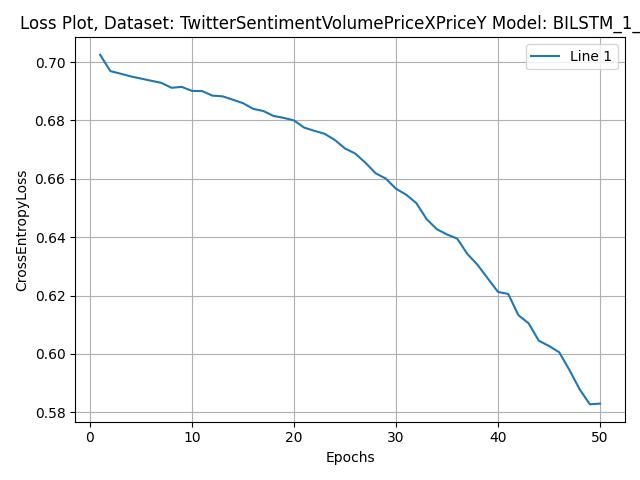 Loss Plot, Dataset: TwitterSentimentVolumePriceXPriceY Model: BILSTM_1_
Line 1
CrossEntropyLoss
0.70
0.68
0.66
0.64
0.62
0.60
0.58
0 10 20 30 40 50
Epochs